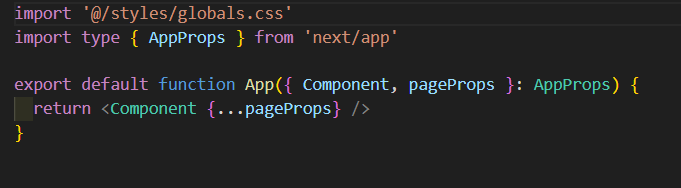 import '@/styles/globals.css'
import type { AppProps } from 'next/app'
export default function App({ Component, pageProps }: AppProps) {
  return <Component {...pageProps} />
}